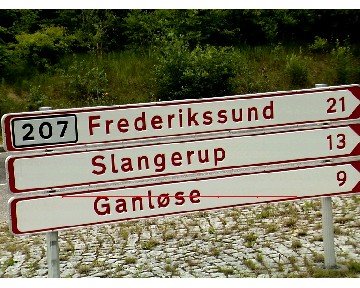 207 Frederikssund 21
Slangerup 13
Ganløse 9